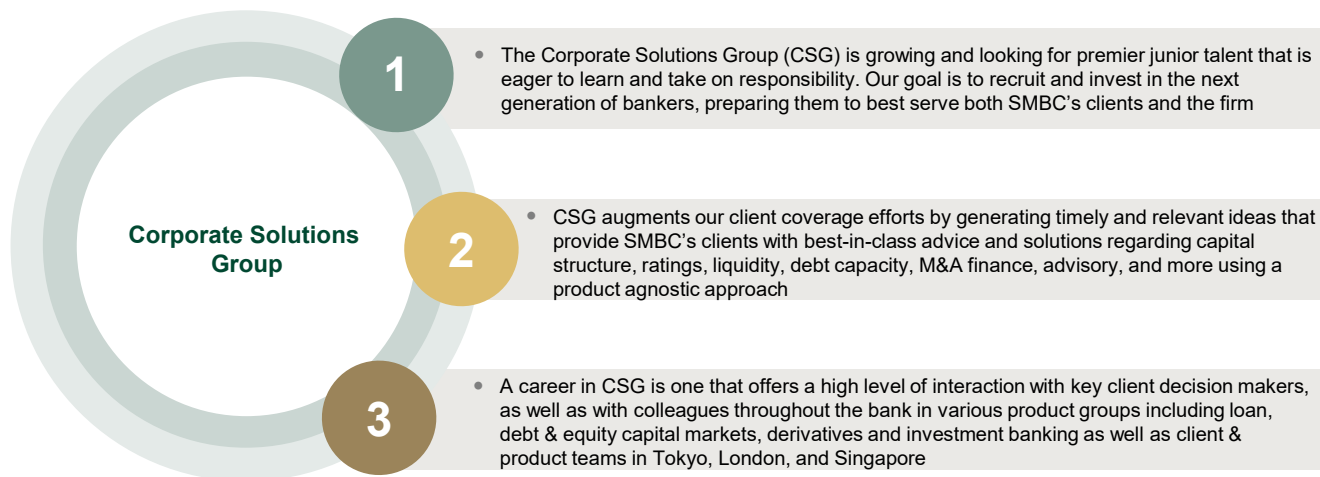 Corporate Solutions
Group
1
• The Corporate Solutions Group (CSG) is growing and looking for premier junior talent that is
eager to learn and take on responsibility. Our goal is to recruit and invest in the next
generation of bankers, preparing them to best serve both SMBC’s clients and the firm
2
• CSG augments our client coverage efforts by generating timely and relevant ideas that
provide SMBC’s clients with best-in-class advice and solutions regarding capital
structure, ratings, liquidity, debt capacity, M&A finance, advisory, and more using a
product agnostic approach
3
• A career in CSG is one that offers a high level of interaction with key client decision makers,
as well as with colleagues throughout the bank in various product groups including loan,
debt & equity capital markets, derivatives and investment banking as well as client &
product teams in Tokyo, London, and Singapore